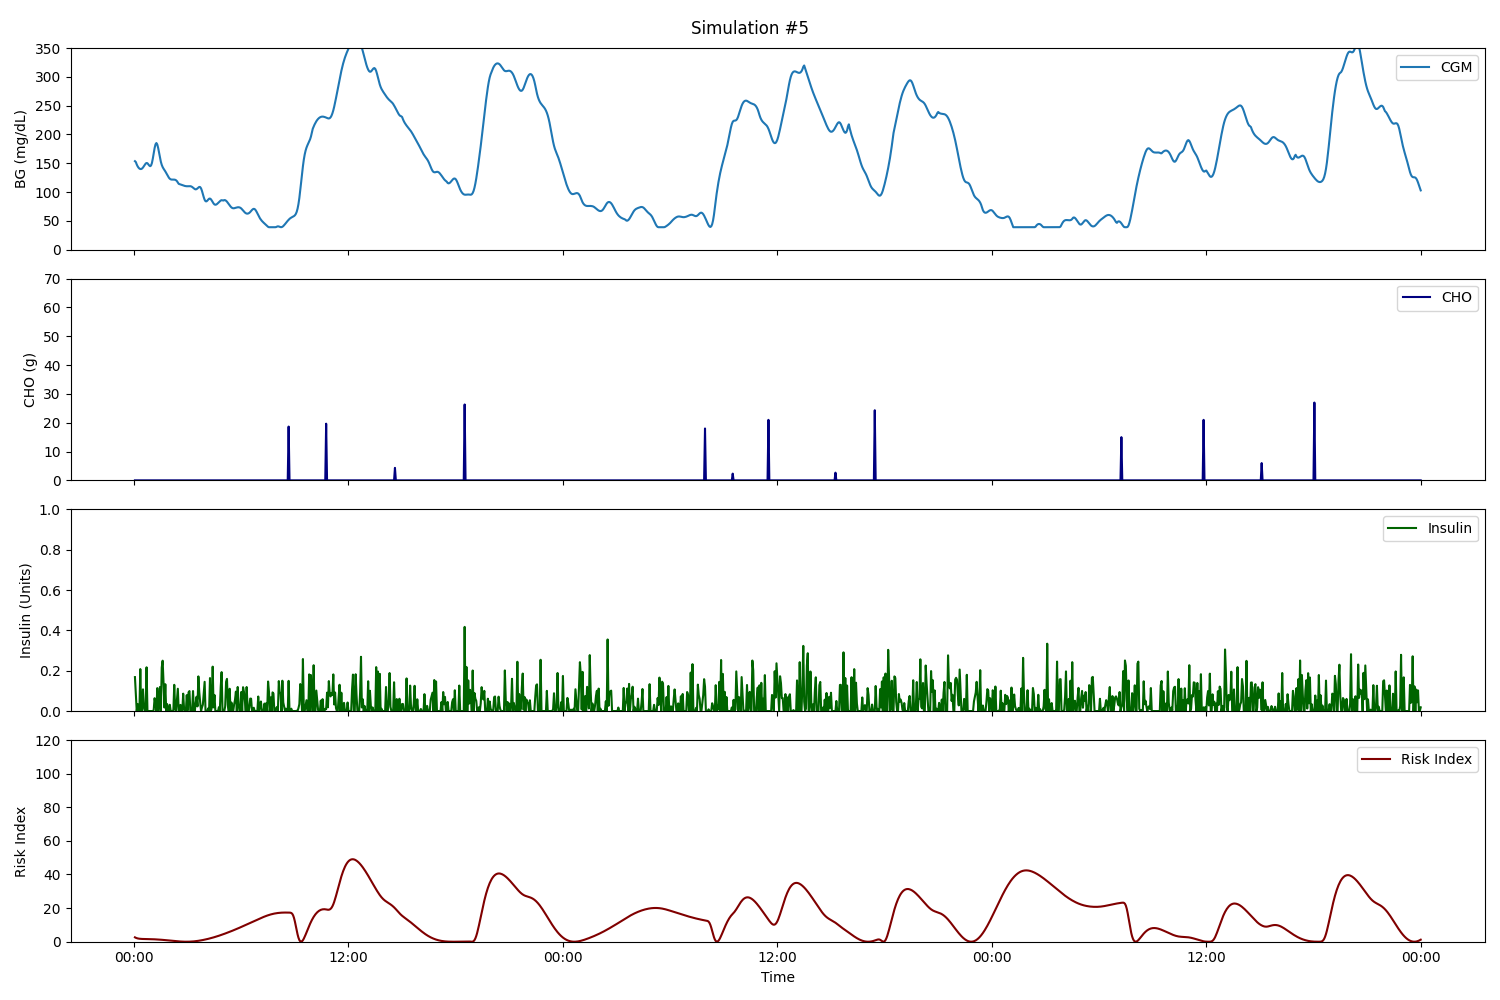 Simulation #5
350
300
250
200
150
100
50
0
BG (mg/dL)
CGM
70
60
50
40
30
20
10
0
CHO (g)
CHO
1.0
0.8
0.6
0.4
0.2
0.0
Insulin (Units)
Insulin
120
100
80
60
40
20
0
Risk Index
Risk Index
00:00 12:00 00:00 12:00 00:00 12:00 00:00
Time